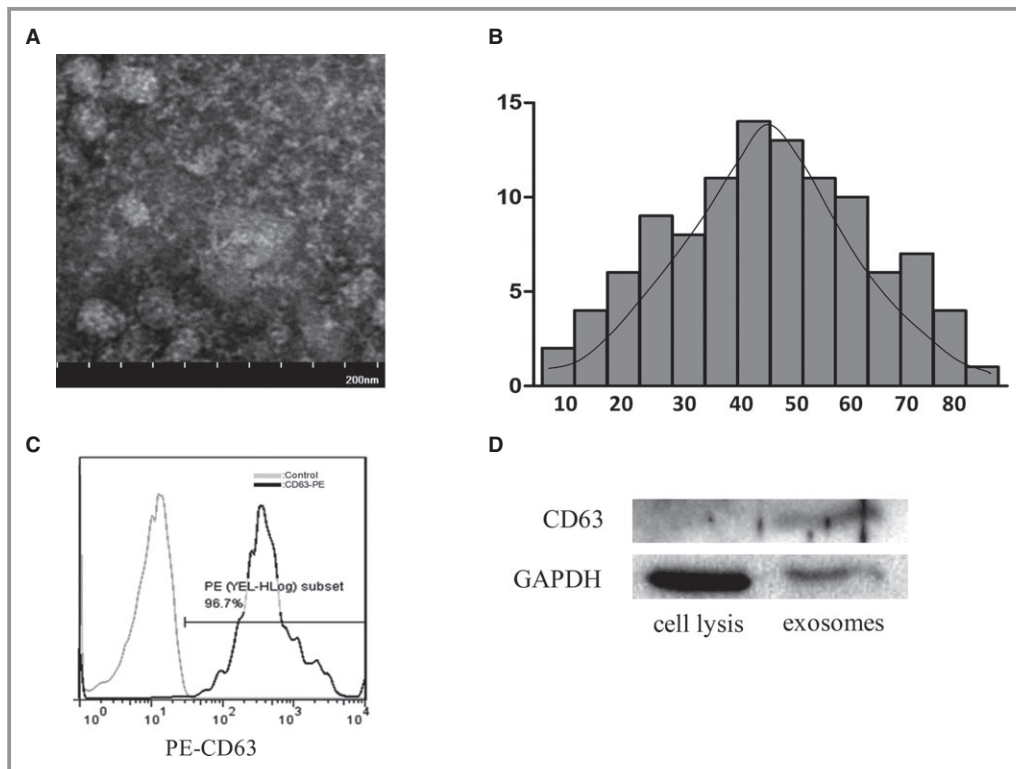 A
200nm
B
15
10
5
0
10 20 30 40 50 60 70 80
C
:Control
:CD63-PE
PE (YEL-HLog) subset
96.7%
10⁰ 10¹ 10² 10³ 10⁴
PE-CD63
D
CD63
GAPDH
cell lysis exosomes